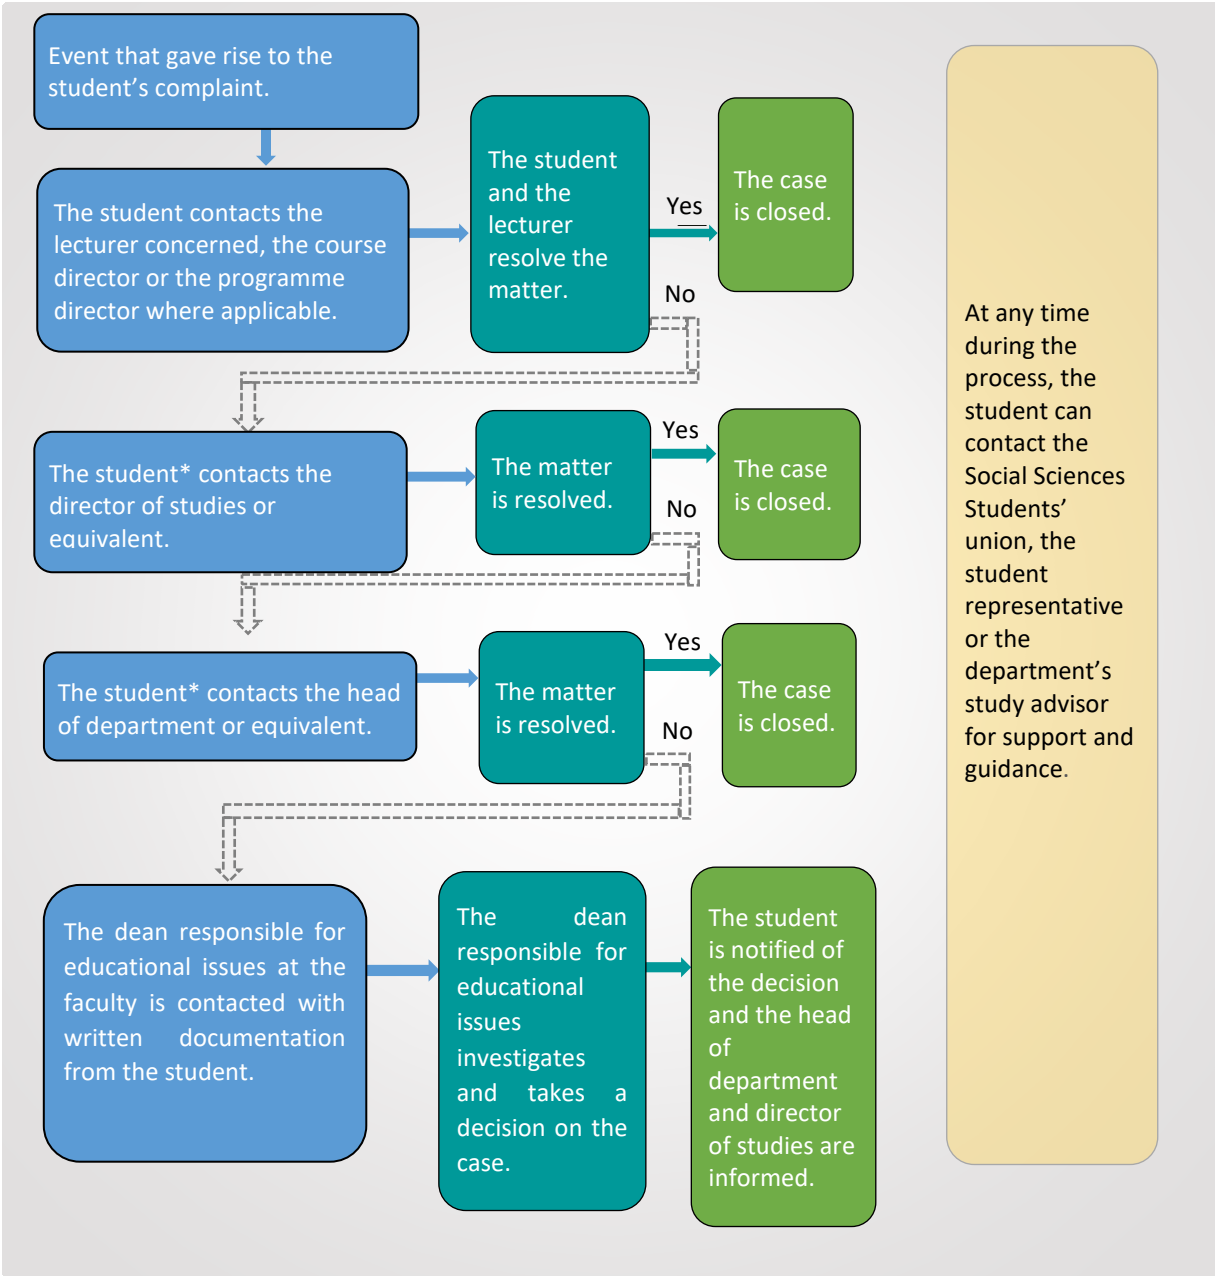 Event that gave rise to the
student’s complaint.
The student contacts the
lecturer concerned, the course
director or the programme
director where applicable.
The student
and the
lecturer
resolve the
matter.
Yes
No
The case
is closed.
The student* contacts the
director of studies or
equivalent.
The matter
is resolved.
Yes
No
The case
is closed.
The student* contacts the head
of department or equivalent.
The matter
is resolved.
Yes
No
The case
is closed.
The dean responsible for
educational issues at the
faculty is contacted with
written documentation
from the student.
The dean
responsible for
educational
issues
investigates
and takes a
decision on the
case.
The student
is notified of
the decision
and the head
of
department
and director
of studies are
informed.
At any time
during the
process, the
student can
contact the
Social Sciences
Students’
union, the
student
representative
or the
department’s
study advisor
for support and
guidance.